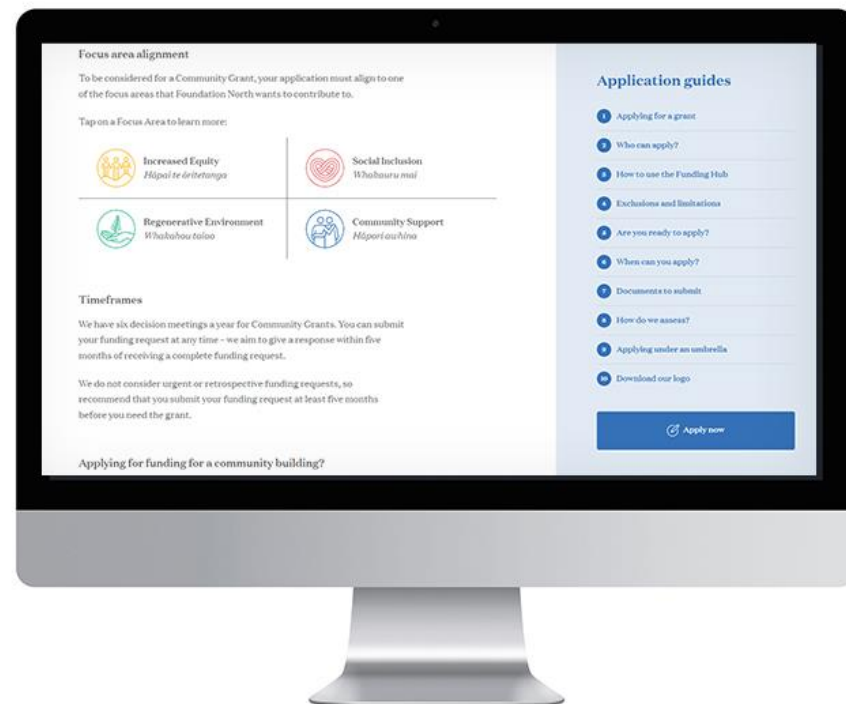 Focus area alignment
To be considered for a Community Grant, your application must align to one
of the focus areas that Foundation North wants to contribute to.
Tap on a Focus Area to learn more:
Increased Equity
Hāpai te ōritetanga
Social Inclusion
Whakauru mai
Regenerative Environment
Whakahou taiao
Community Support
Hāpori awhina
Timeframes
We have six decision meetings a year for Community Grants. You can submit
your funding request at any time – we aim to give a response within five
months of receiving a complete funding request.
We do not consider urgent or retrospective funding requests, so
recommend that you submit your funding request at least five months
before you need the grant.
Applying for funding for a community building?
Application guides
1 Applying for a grant
2 Who can apply?
3 How to use the Funding Hub
4 Exclusions and limitations
5 Are you ready to apply?
6 When can you apply?
7 Documents to submit
8 How do we assess?
9 Applying under an umbrella
10 Download our logo
Apply now